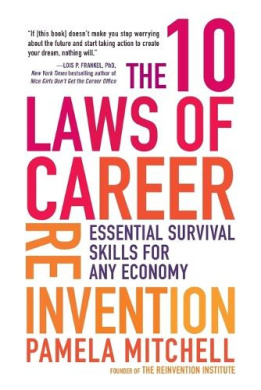 "If [this book] doesn't make you stop worrying
about the future and start taking action to create
your dream, nothing will."
—LOIS P. FRANKEL, PhD,
New York Times bestselling author of
Nice Girls Don't Get the Corner Office
THE 10
LAWS OF
CAREER
RE
ESSENTIAL SURVIVAL
SKILLS FOR
ANY ECONOMY
INVENTION
PAMELA MITCHELL
FOUNDER OF THE REINVENTION INSTITUTE